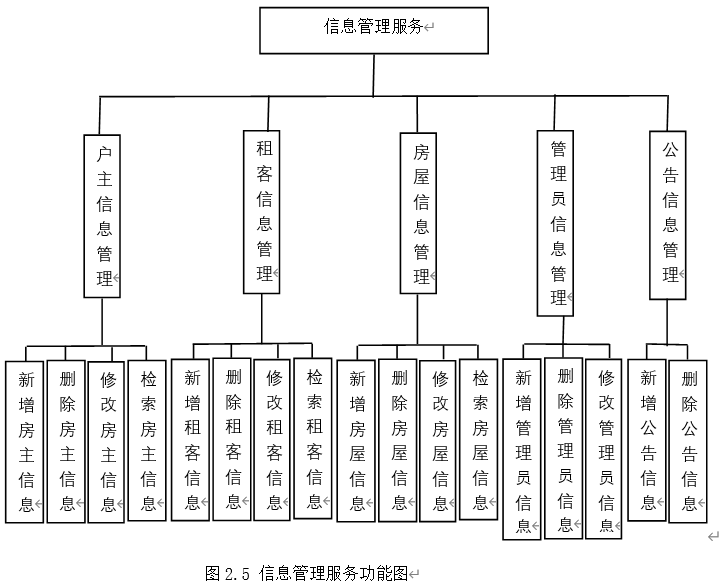 信息管理服务
户主信息管理
租客信息管理
房屋信息管理
管理员信息管理
公告信息管理
新增房主信息
删除房主信息
修改房主信息
检索房主信息
新增租客信息
删除租客信息
修改租客信息
检索租客信息
新增房屋信息
删除房屋信息
修改房屋信息
检索房屋信息
新增管理员信息
删除管理员信息
修改管理员信息
新增公告信息
删除公告信息
图 2.5 信息管理服务功能图